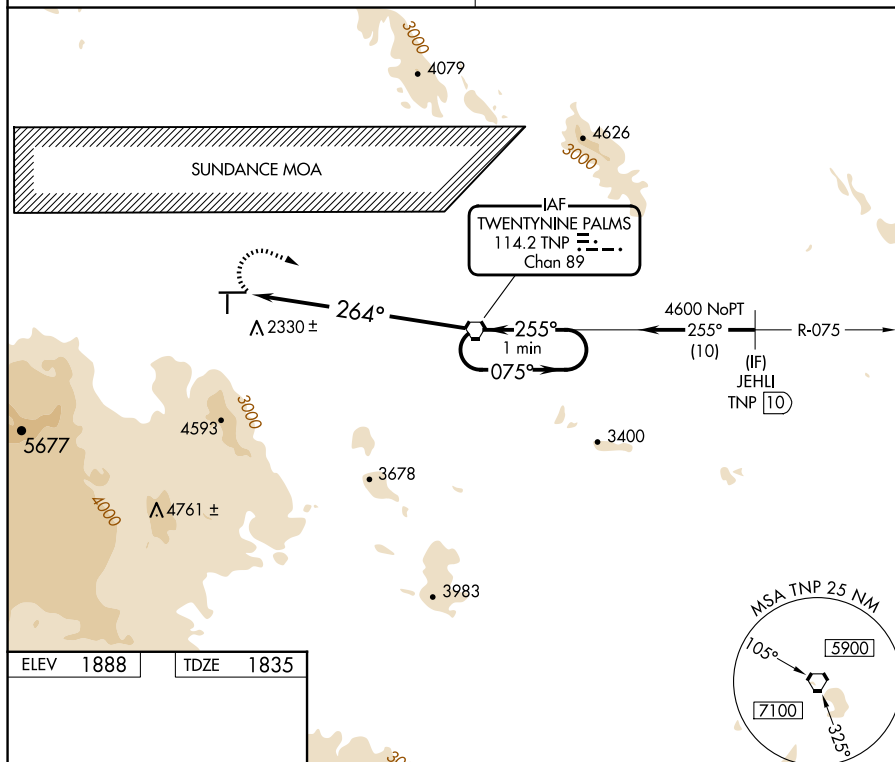 3000
4079
4626
3000
SUNDANCE MOA
IAF
TWENTYNINE PALMS
114.2 TNP
Chan 89
264°
2330 ±
255°
1 min
075°
4600 NoPT
255°
(10)
R-075
(IF)
JEHLI
TNP 10
3000
4593
5677
3400
3678
4000
4761 ±
3983
MSA TNP 25 NM
105°
5900
7100
325°
ELEV 1888
TDZE 1835